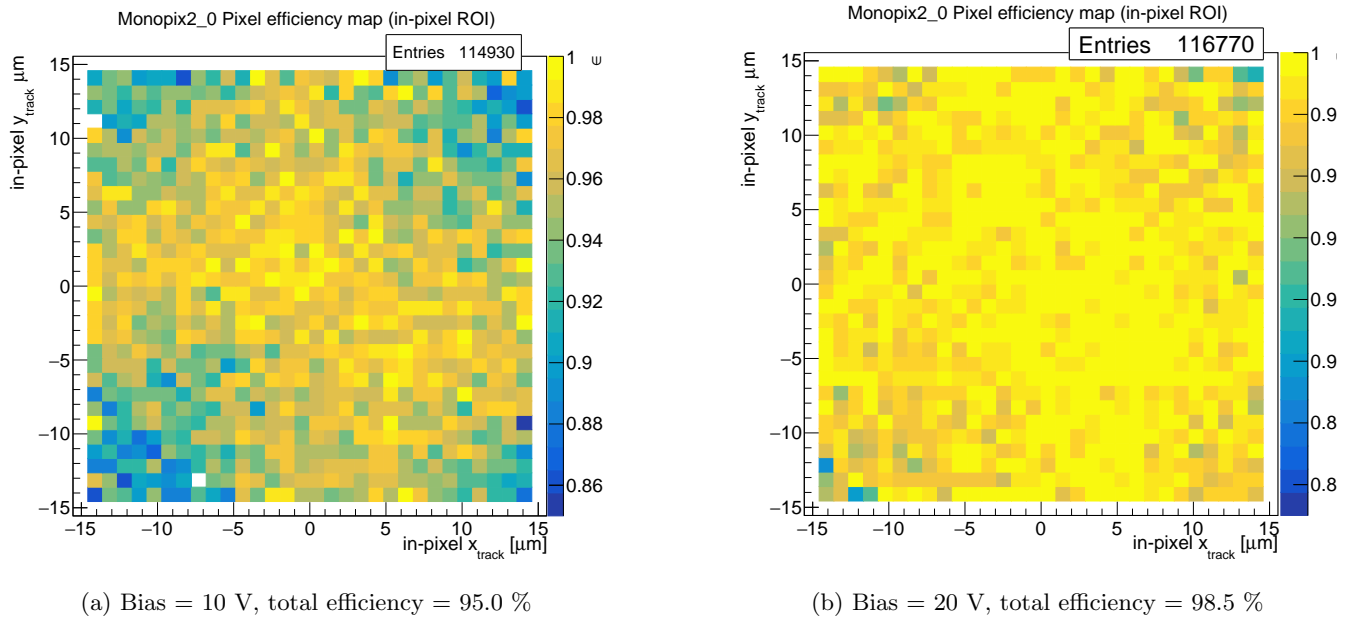 Monopix2_0 Pixel efficiency map (in-pixel ROI)
Entries 114930
in-pixel y_track μm
15
10
5
0
−5
−10
−15
−15 −10 −5 0 5 10 15
in-pixel x_track [μm]
1
0.98
0.96
0.94
0.92
0.9
0.88
0.86
(a) Bias = 10 V, total efficiency = 95.0 %
Monopix2_0 Pixel efficiency map (in-pixel ROI)
Entries 116770
in-pixel y_track μm
15
10
5
0
−5
−10
−15
−15 −10 −5 0 5 10 15
in-pixel x_track [μm]
1
0.9
0.9
0.9
0.9
0.9
0.8
(b) Bias = 20 V, total efficiency = 98.5 %